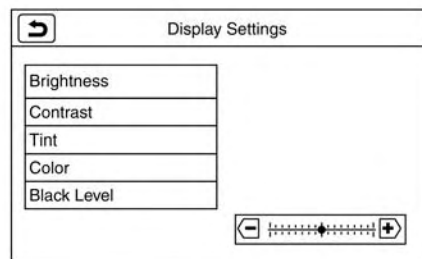 Display Settings
Brightness
Contrast
Tint
Color
Black Level